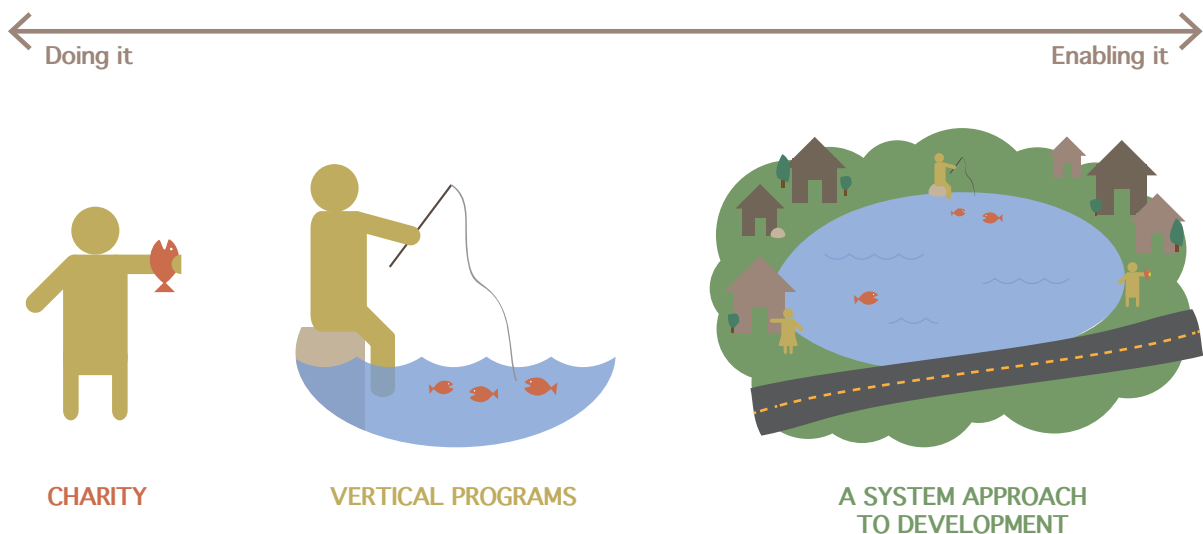 Doing it
Enabling it
CHARITY
VERTICAL PROGRAMS
A SYSTEM APPROACH
TO DEVELOPMENT